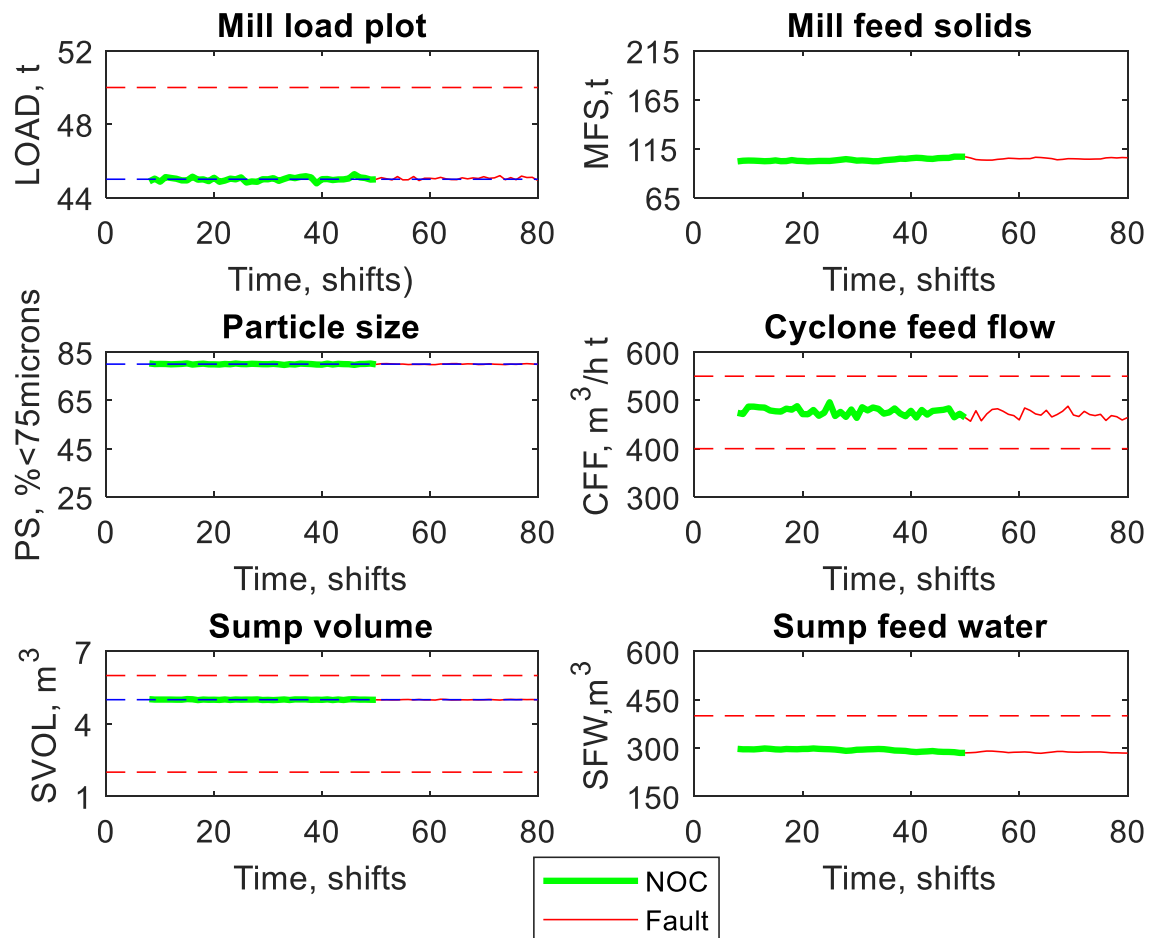 Mill load plot
LOAD, t
52
48
44
0
20
40
60
80
Time, shifts)
Mill feed solids
MFS,t
215
165
115
65
0
20
40
60
80
Time, shifts
Particle size
PS, %<75microns
85
65
45
25
0
20
40
60
80
Time, shifts
Cyclone feed flow
CFF, m³/h t
600
500
400
300
0
20
40
60
80
Time, shifts
Sump volume
SVOL, m³
7
4
1
0
20
40
60
80
Time, shifts
Sump feed water
SFW,m³
600
450
300
150
0
20
40
60
80
Time, shifts
NOC
Fault